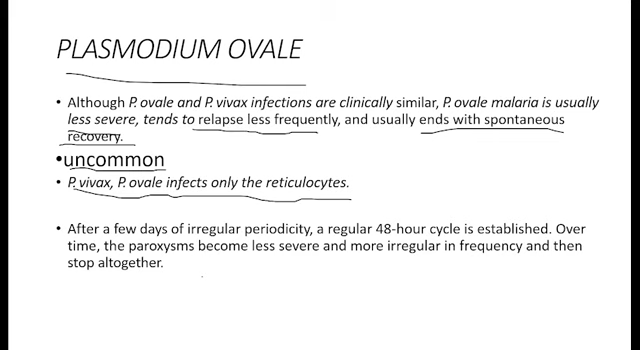 PLASMODIUM OVALE
• Although P. ovale and P. vivax infections are clinically similar, P. ovale malaria is usually
less severe, tends to relapse less frequently, and usually ends with spontaneous
recovery.
•uncommon
• P. vivax, P. ovale infects only the reticulocytes.
• After a few days of irregular periodicity, a regular 48-hour cycle is established. Over
time, the paroxysms become less severe and more irregular in frequency and then
stop altogether.